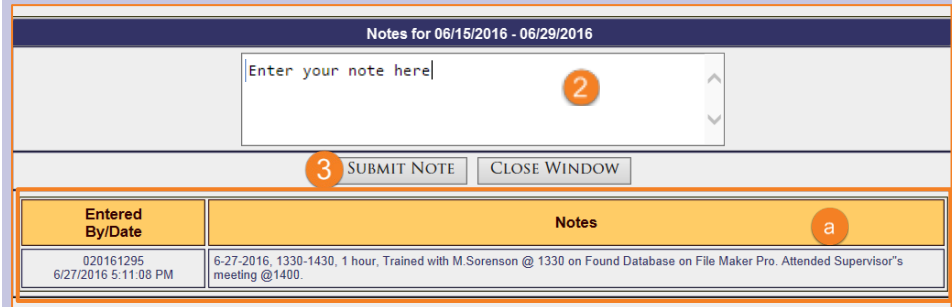 Notes for 06/15/2016 - 06/29/2016
Enter your note here
2
3 SUBMIT NOTE CLOSE WINDOW
Entered
By/Date
Notes
a
020161295
6/27/2016 5:11:08 PM
6-27-2016, 1330-1430, 1 hour, Trained with M.Sorenson @ 1330 on Found Database on File Maker Pro. Attended Supervisor"s
meeting @1400.